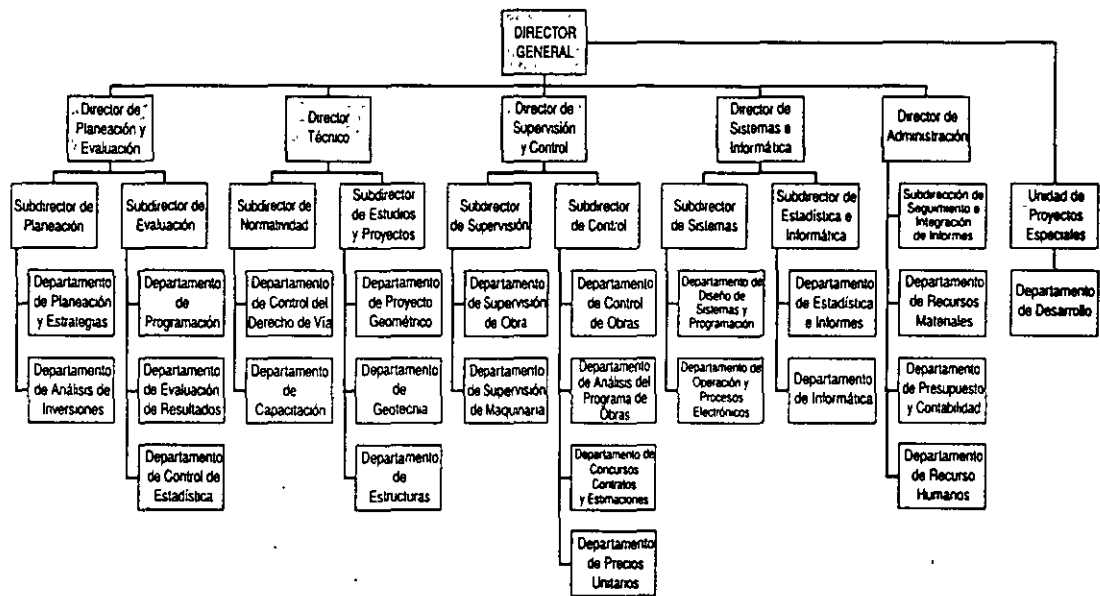 DIRECTOR
GENERAL
Director de
Planeación y
Evaluación
Director
Técnico
Director de
Supervisión
y Control
Director de
Sistemas e
Informática
Director de
Administración
Subdirector de
Planeación
Subdirector de
Evaluación
Subdirector de
Normatividad
Subdirector
de Estudios
y Proyectos
Subdirector
de Supervisión
Subdirector
de Control
Subdirector
de Sistemas
Subdirector de
Estadística e
Informática
Subdirección de
Seguimiento e
Integración
de Informes
Unidad de
Proyectos
Especiales
Departamento
de Planeación
y Estrategias
Departamento
de
Programación
Departamento
de Control del
Derecho de Vía
Departamento
de Proyecto
Geométrico
Departamento
de Supervisión
de Obra
Departamento
de Control
de Obras
Departamento de
Diseño de
Sistemas y
Programación
Departamento
de Estadística
e Informes
Departamento
de Recursos
Materiales
Departamento
de Desarrollo
Departamento
de Análisis de
Inversiones
Departamento
de Evaluación
de Resultados
Departamento
de
Capacitación
Departamento
de
Geotecnia
Departamento
de Supervisión
de Maquinaria
Departamento
de Análisis del
Programa de
Obras
Departamento
de Operación y
Procesos
Electrónicos
Departamento
de Informática
Departamento
de Presupuesto
y Contabilidad
Departamento
de Control de
Estadística
Departamento
de
Estructuras
Departamento de
Concursos
Contratos
y Estimaciones
Departamento
de Recurso
Humanos
Departamento
de Precios
Unitarios